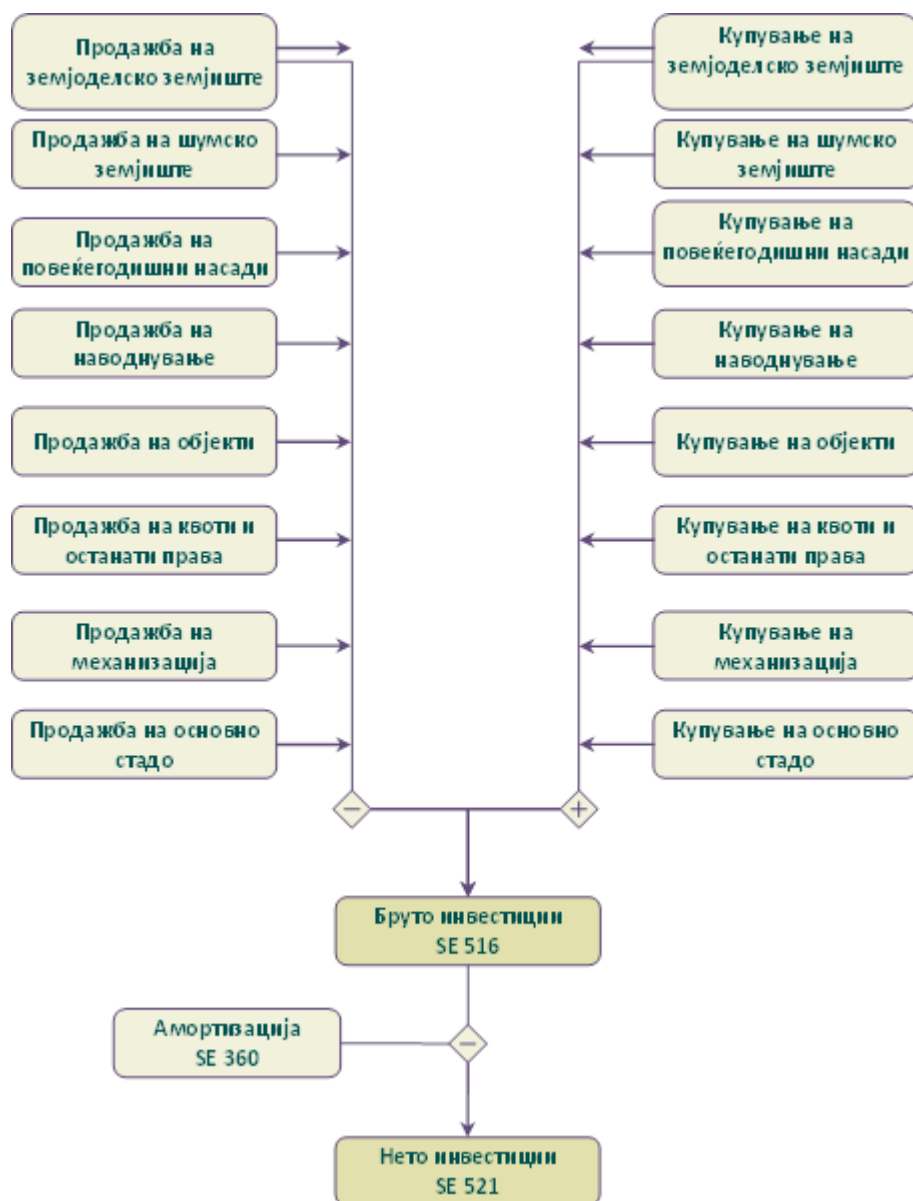 Продажба на
земјоделско земјиште
Купување на
земјоделско земјиште
Продажба на шумско
земјиште
Купување на шумско
земјиште
Продажба на
повеќегодишни насади
Купување на
повеќегодишни насади
Продажба на
наводнување
Купување на
наводнување
Продажба на објекти
Купување на објекти
Продажба на квоти и
останати права
Купување на квоти и
останати права
Продажба на
механизација
Купување на
механизација
Продажба на основно
стадо
Купување на основно
стадо
Бруто инвестиции
SE 516
Амортивација
SE 360
Нето инвестиции
SE 521